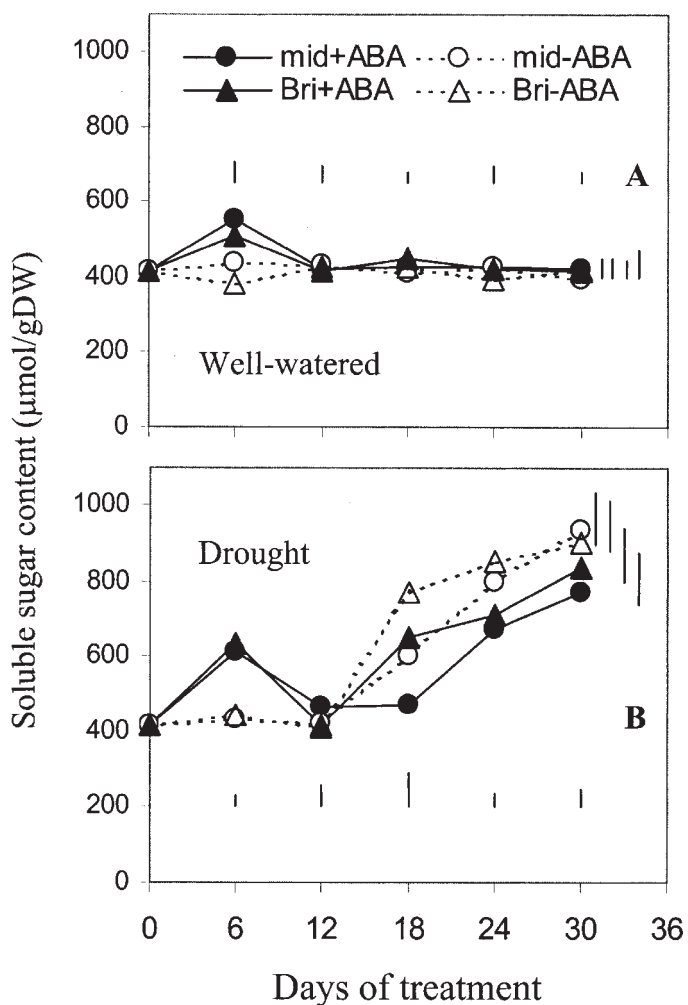 Soluble sugar content (μmol/gDW)
1000
800
600
400
200
0
mid+ABA mid-ABA
Bri+ABA Bri-ABA
A
Well-watered
1000
800
600
400
200
0
Drought
B
0 6 12 18 24 30 36
Days of treatment